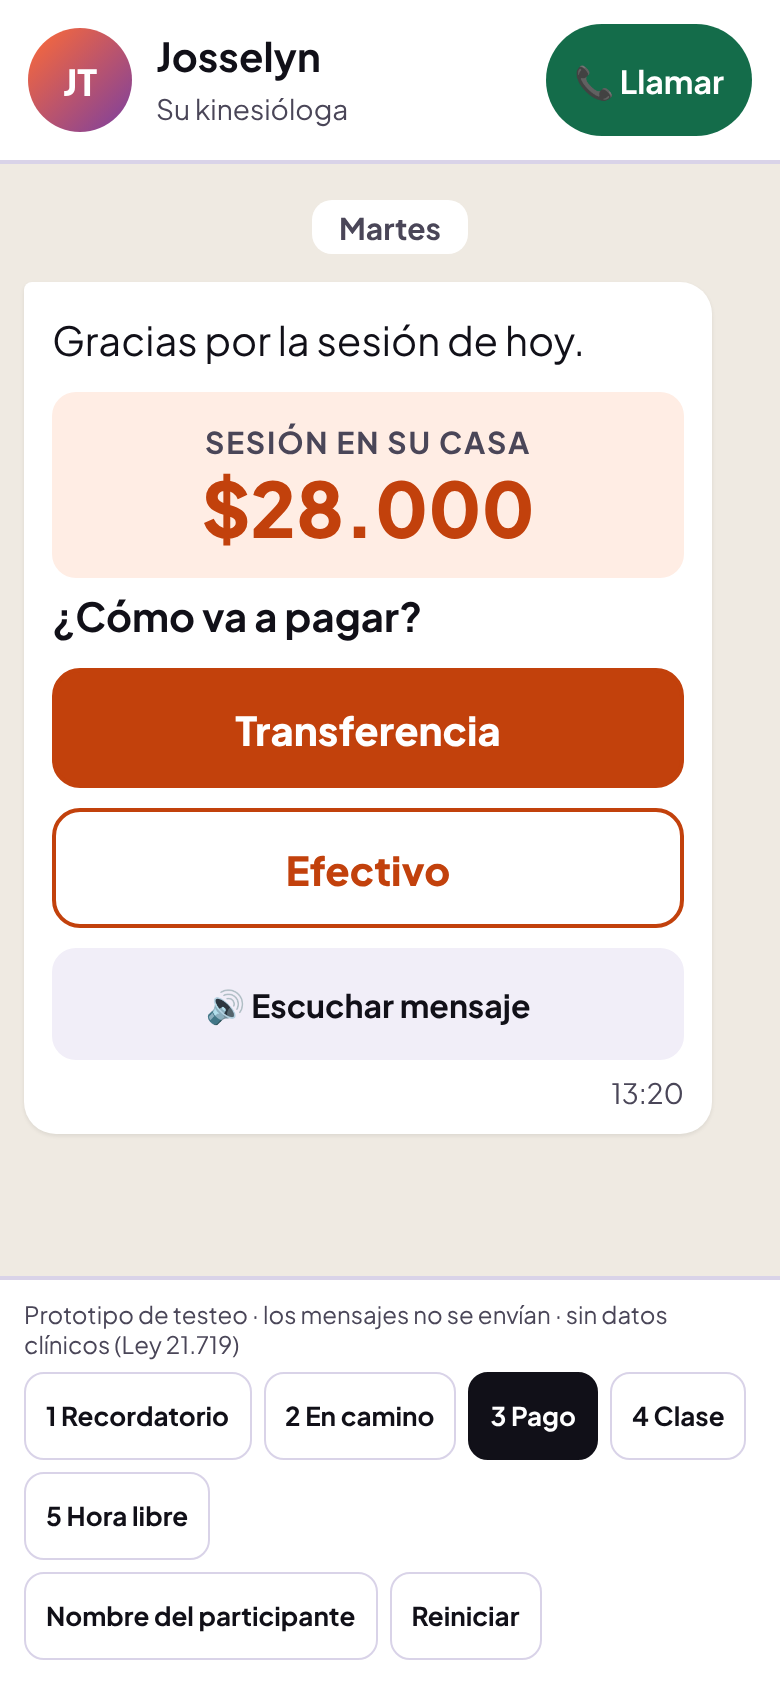 JT
Josselyn
Su kinesióloga
📞 Llamar
Martes
Gracias por la sesión de hoy.
SESIÓN EN SU CASA
$28.000
¿Cómo va a pagar?
Transferencia
Efectivo
🔊 Escuchar mensaje
13:20
Prototipo de testeo · los mensajes no se envían · sin datos
clínicos (Ley 21.719)
1 Recordatorio
2 En camino
3 Pago
4 Clase
5 Hora libre
Nombre del participante
Reiniciar